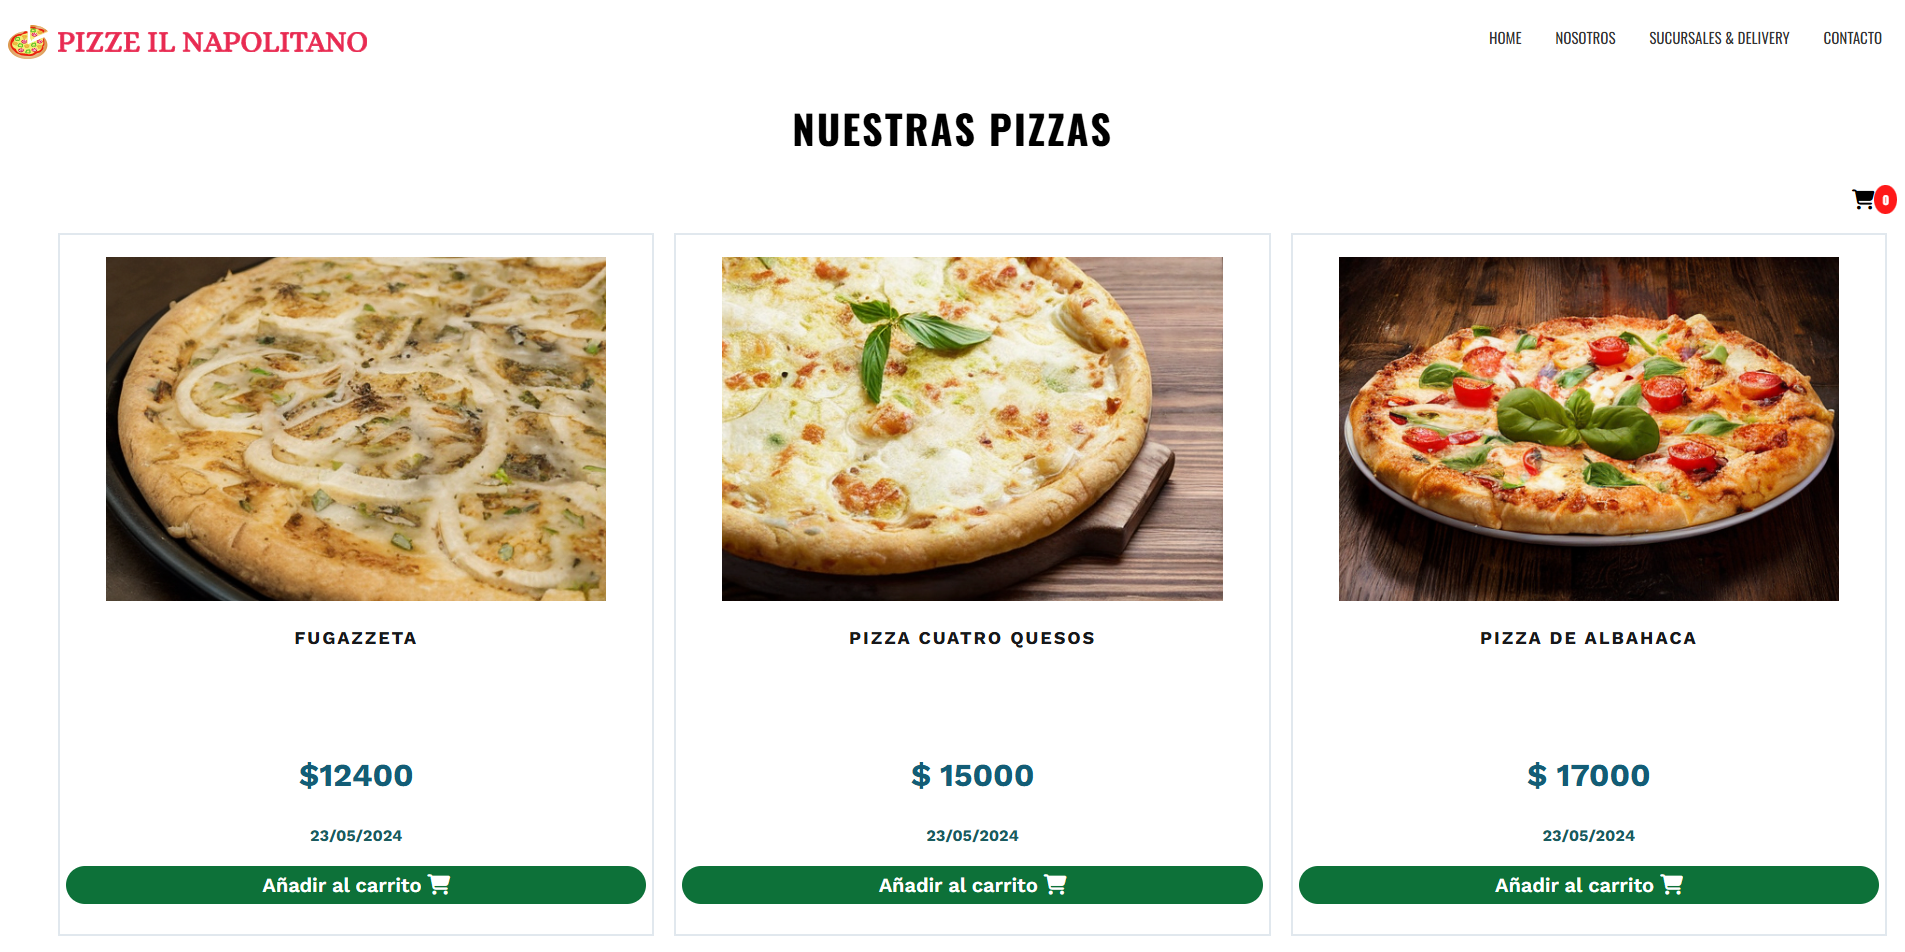 PIZZE IL NAPOLITANO
HOME NOSOTROS SUCURSALES & DELIVERY CONTACTO
NUESTRAS PIZZAS
0
FUGAZZETA
$12400
23/05/2024
Añadir al carrito
PIZZA CUATRO QUESOS
$ 15000
23/05/2024
Añadir al carrito
PIZZA DE ALBAHACA
$ 17000
23/05/2024
Añadir al carrito